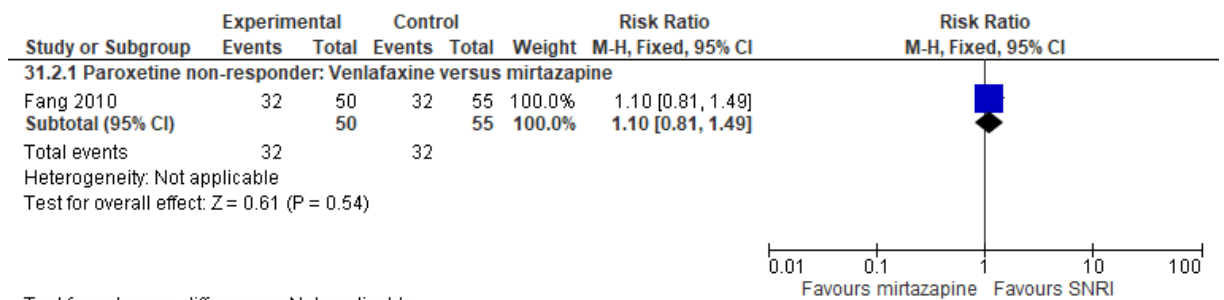 Experimental Control Risk Ratio Risk Ratio
Study or Subgroup Events Total Events Total Weight M-H, Fixed, 95% CI M-H, Fixed, 95% CI
31.2.1 Paroxetine non-responder: Venlafaxine versus mirtazapine
Fang 2010 32 50 32 55 100.0% 1.10 [0.81, 1.49]
Subtotal (95% CI) 50 55 100.0% 1.10 [0.81, 1.49]
Total events 32 32
Heterogeneity: Not applicable
Test for overall effect: Z = 0.61 (P = 0.54)
0.01 0.1 1 10 100
Favours mirtazapine Favours SNRI